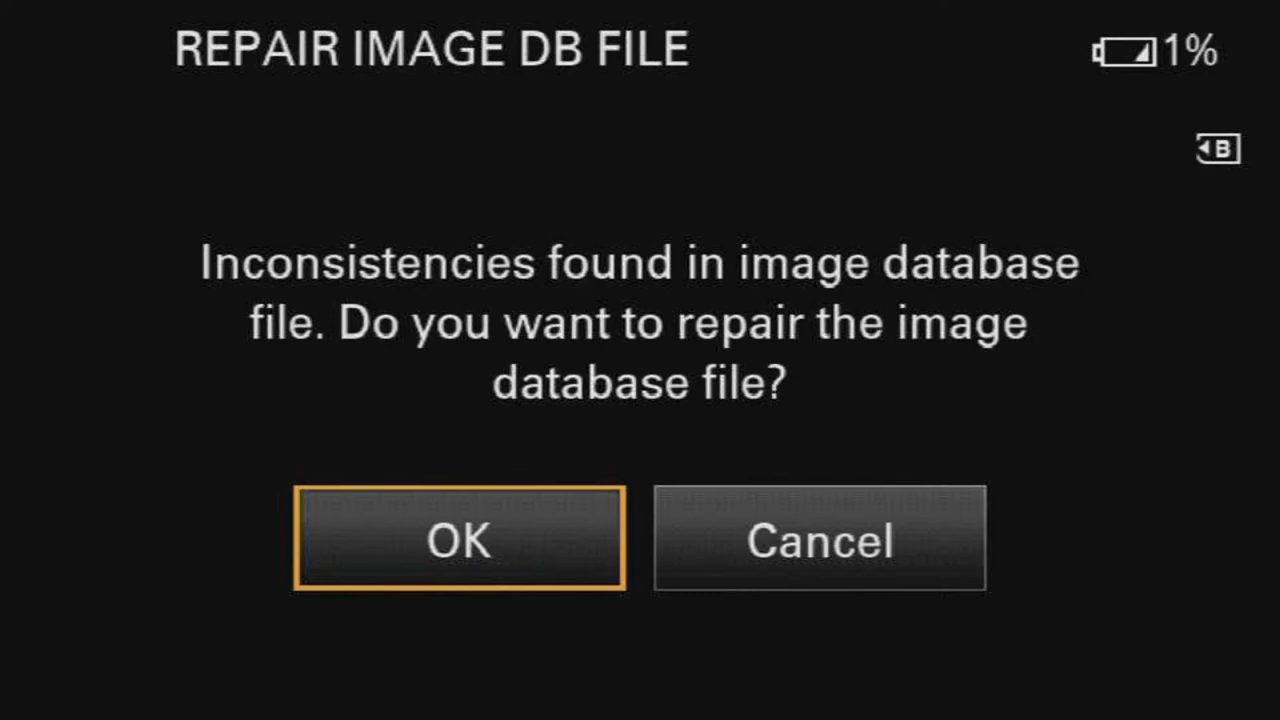 REPAIR IMAGE DB FILE
1%
B
Inconsistencies found in image database
file. Do you want to repair the image
database file?
OK
Cancel